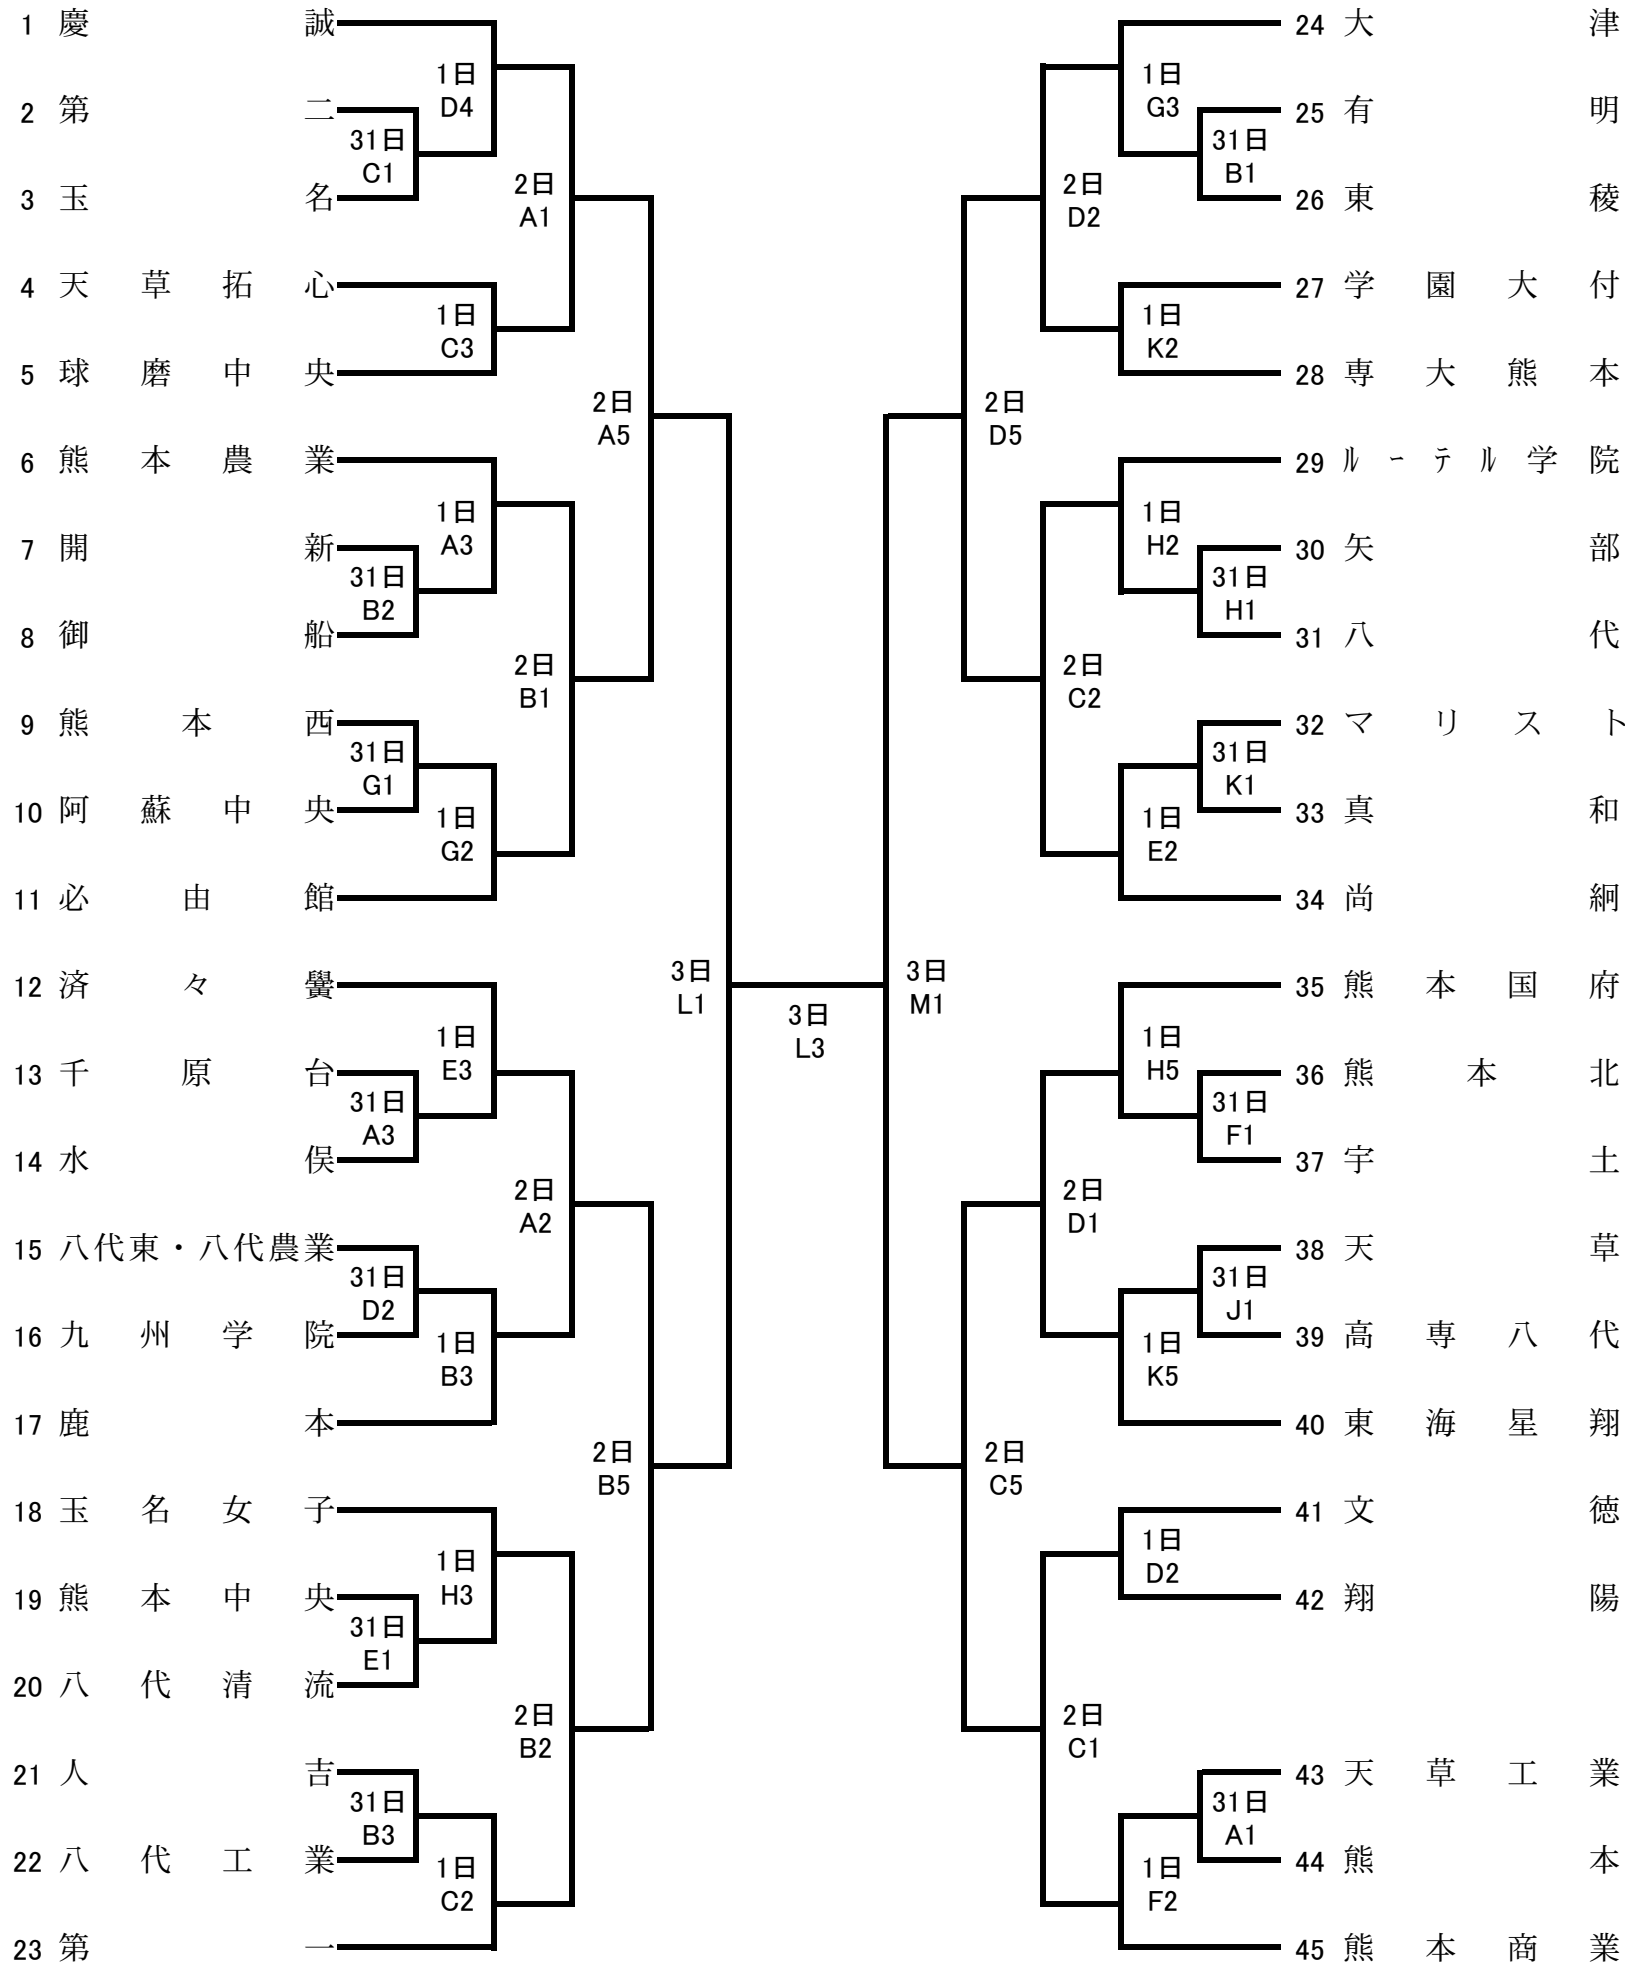 1 慶誠
1日
D4
2 第二
31日
C1
3 玉名
2日
A1
4 天草拓心
1日
C3
5 球磨中央
2日
A5
6 熊本農業
1日
A3
7 開新
31日
B2
8 御船
2日
B1
9 熊本西
31日
G1
10 阿蘇中央
1日
G2
11 必由館
12 済々黌
3日
L1
1日
E3
13 千原台
31日
A3
14 水俣
2日
A2
15 八代東・八代農業
31日
D2
16 九州学院
1日
B3
17 鹿本
2日
B5
18 玉名女子
1日
H3
19 熊本中央
31日
E1
20 八代清流
2日
B2
21 人吉
31日
B3
22 八代工業
1日
C2
23 第一
3日
L3
24 大津
1日
G3
25 有明
31日
B1
26 東稜
2日
D2
27 学園大付
1日
K2
28 専大熊本
2日
D5
29 ルーテル学院
1日
H2
30 矢部
31日
H1
31 八代
2日
C2
32 マリスト
31日
K1
33 真和
1日
E2
34 尚絅
3日
M1
35 熊本国府
1日
H5
36 熊本北
31日
F1
37 宇土
2日
D1
38 天草
31日
J1
39 高専八代
1日
K5
40 東海星翔
2日
C5
41 文徳
1日
D2
42 翔陽
2日
C1
43 天草工業
31日
A1
44 熊本
1日
F2
45 熊本商業